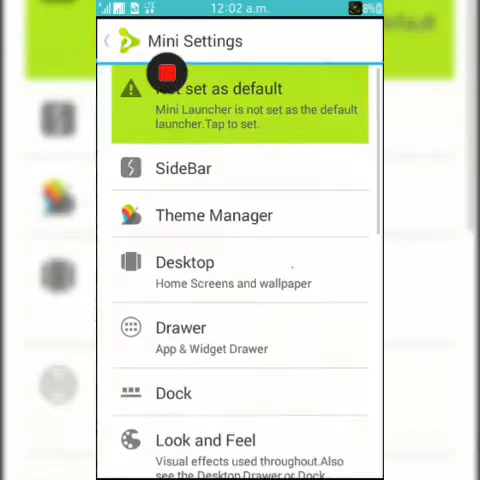 12:02 a.m.
8%
Mini Settings
Not set as default
Mini Launcher is not set as the default
launcher.Tap to set.
SideBar
Theme Manager
Desktop
Home Screens and wallpaper
Drawer
App & Widget Drawer
Dock
Look and Feel
Visual effects used throughout.Also
see the Desktop Drawer or Dock